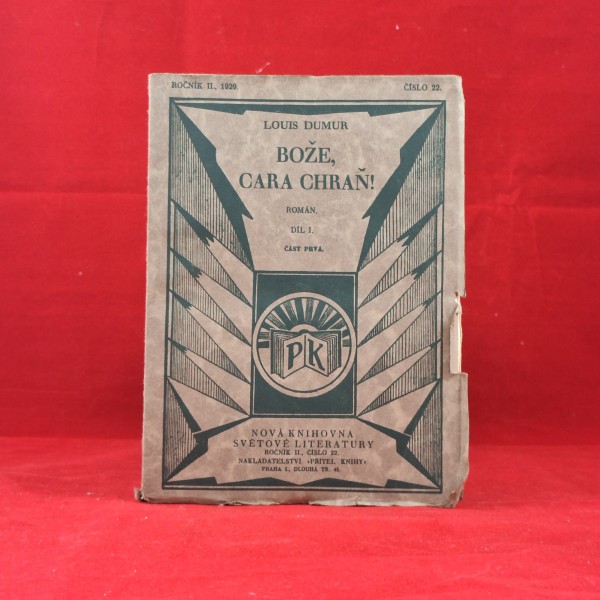 ROČNÍK II., 1929. ČÍSLO 22.
LOUIS DUMUR
BOŽE,
CARA CHRAŇ!
ROMÁN.
DÍL I.
ČÁST PRVÁ.
PK
NOVÁ KNIHOVNA
SVĚTOVÉ LITERATURY
ROČNÍK II., ČÍSLO 22.
NAKLADATELSTVÍ »PŘÍTEL KNIHY«
PRAHA I., DLOUHÁ TŘ. 45.